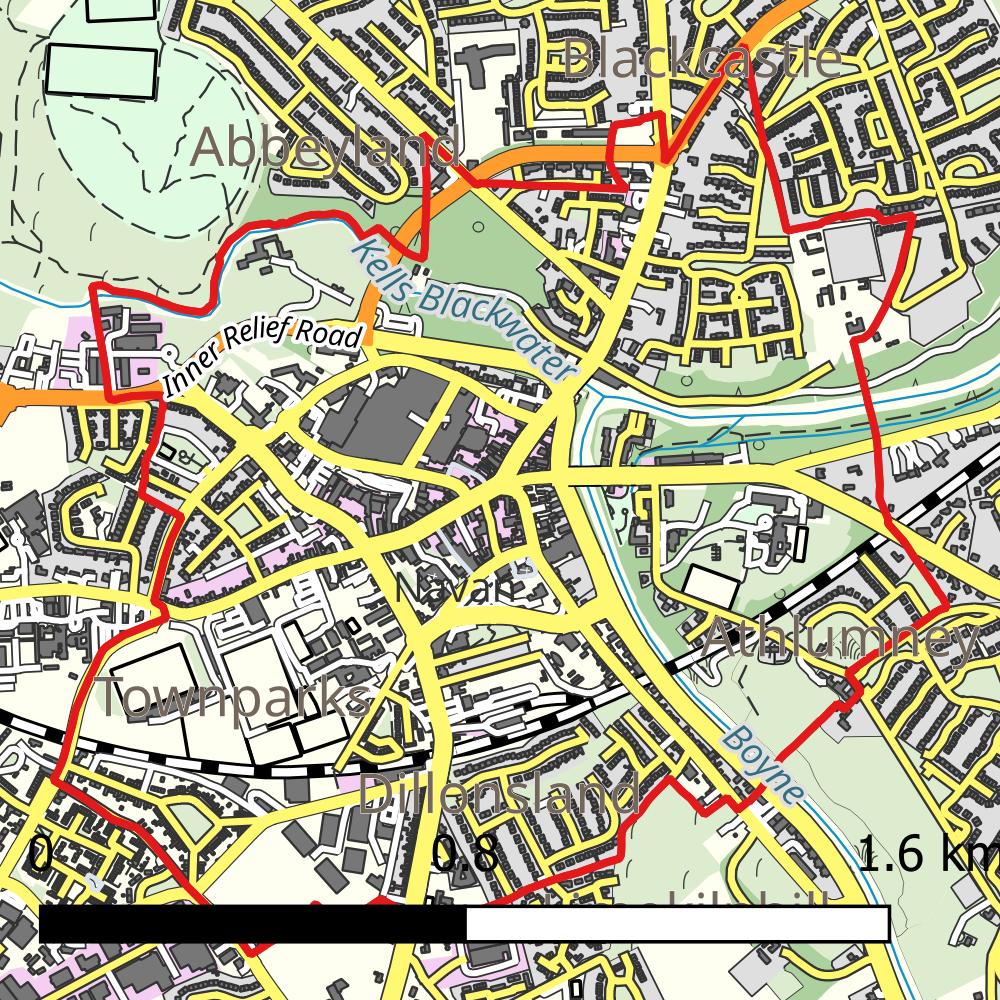 Blackcastle
Abbeyland
Kells Blackwater
Inner Relief Road
Navan
Athlumney
Townparks
Boyne
Dillonsland
0
0.8
1.6 km